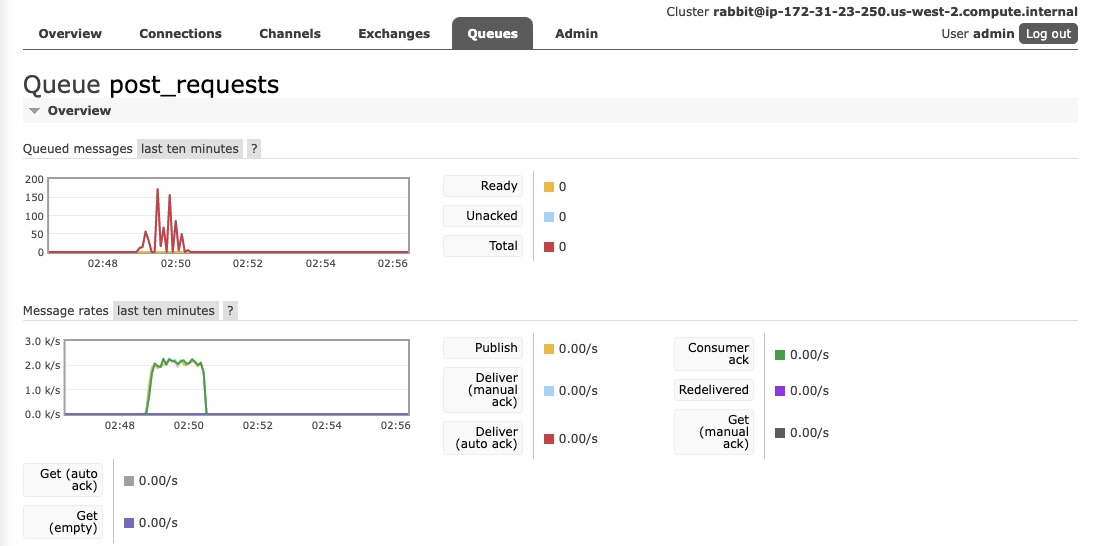 Cluster rabbit@ip-172-31-23-250.us-west-2.compute.internal
Overview Connections Channels Exchanges Queues Admin User admin Log out
Queue post_requests
Overview
Queued messages last ten minutes ?
200
150
100
50
0
02:48 02:50 02:52 02:54 02:56
Ready 0
Unacked 0
Total 0
Message rates last ten minutes ?
3.0 k/s
2.0 k/s
1.0 k/s
0.0 k/s
02:48 02:50 02:52 02:54 02:56
Publish 0.00/s
Deliver
(manual 0.00/s
ack)
Deliver
(auto ack) 0.00/s
Consumer
ack 0.00/s
Redelivered 0.00/s
Get
(manual 0.00/s
ack)
Get (auto
ack) 0.00/s
Get
(empty) 0.00/s